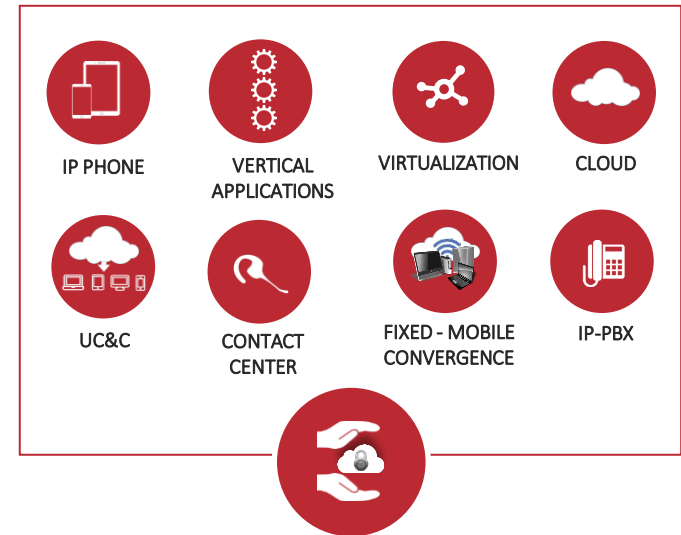 IP PHONE
VERTICAL
APPLICATIONS
VIRTUALIZATION
CLOUD
UC&C
CONTACT
CENTER
FIXED - MOBILE
CONVERGENCE
IP-PBX